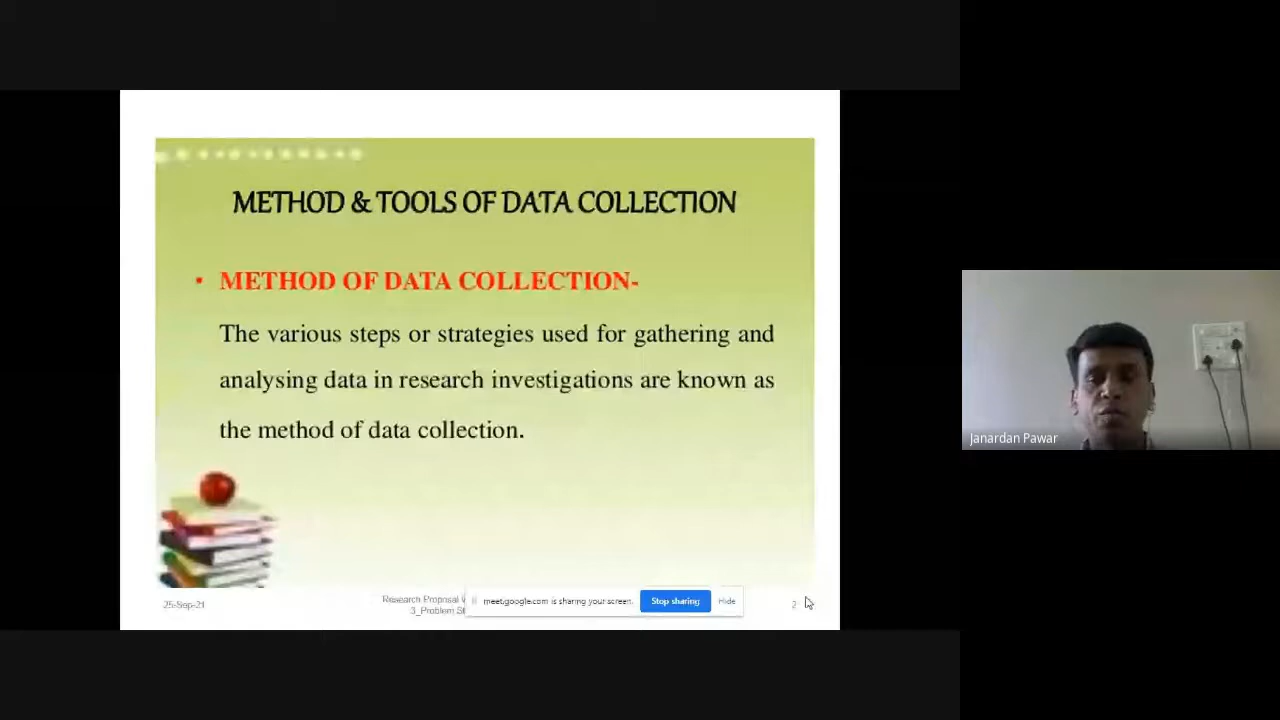 METHOD & TOOLS OF DATA COLLECTION
• METHOD OF DATA COLLECTION-
The various steps or strategies used for gathering and
analysing data in research investigations are known as
the method of data collection.
25-Sep-21
Research Proposal
3_Problem
meet.google.com is sharing your screen.
Stop sharing
Hide
2
Janardan Pawar